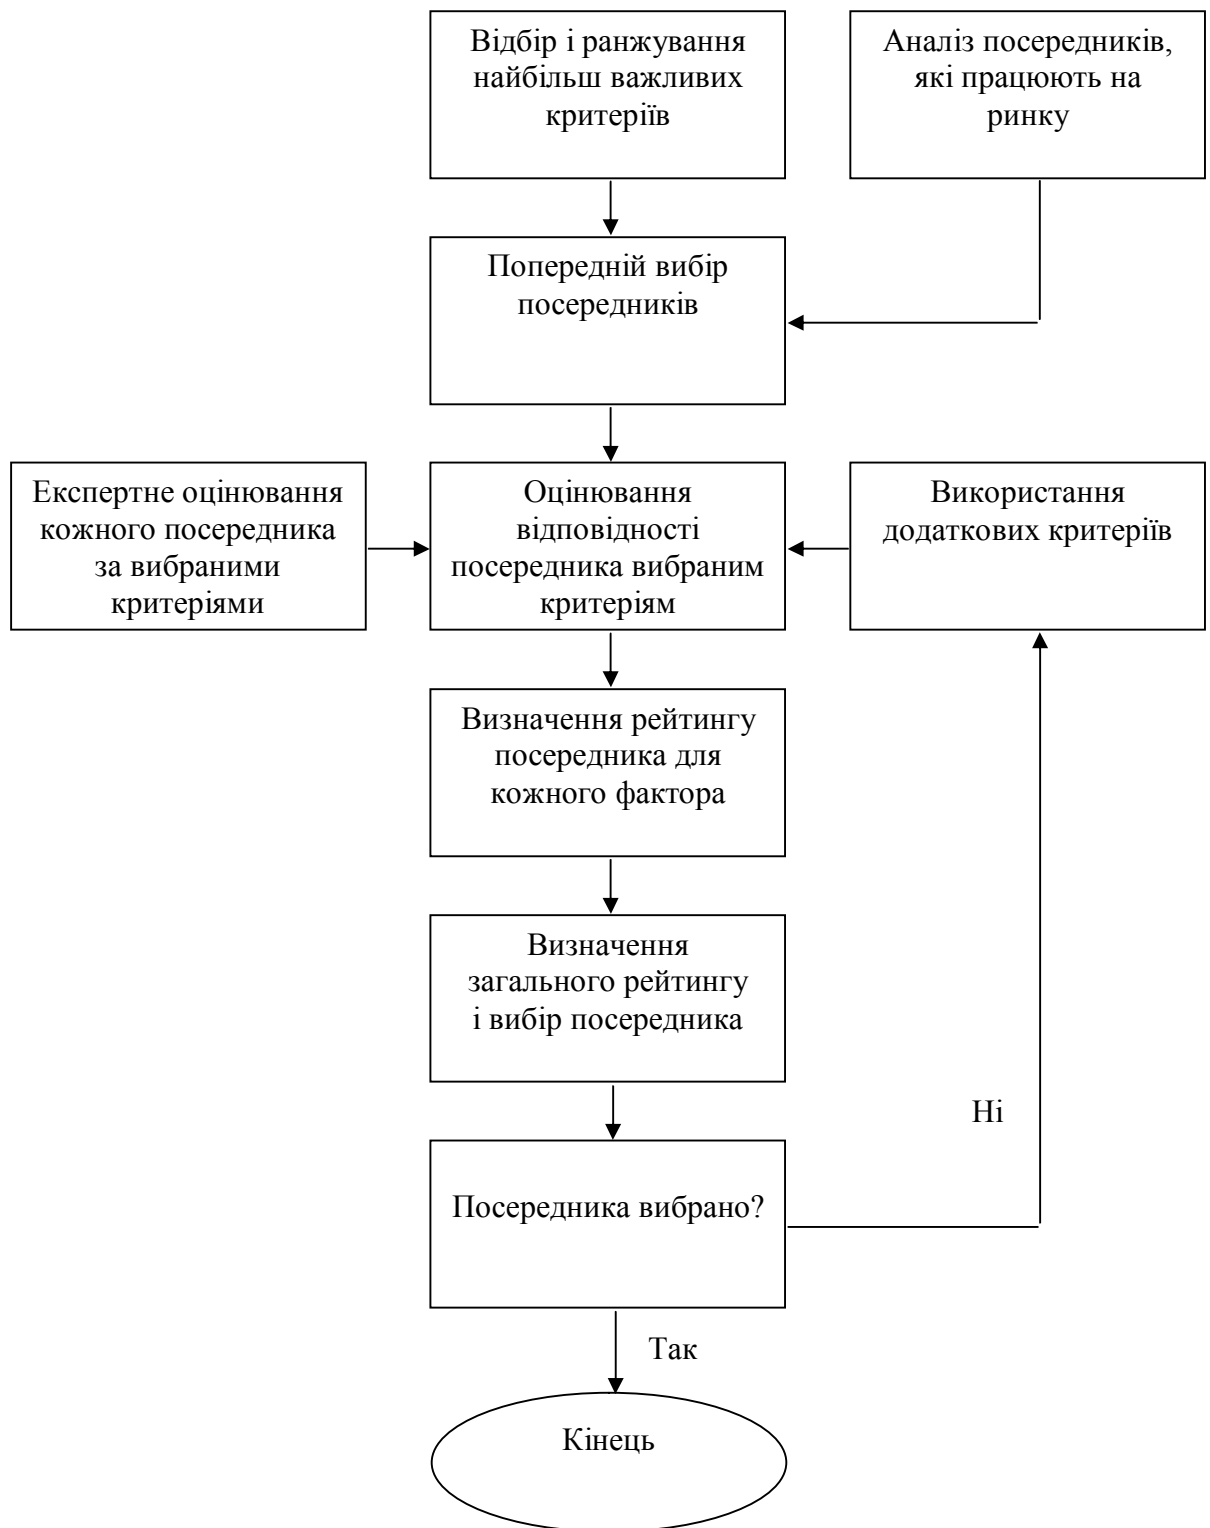 Відбір і ранжування
найбільш важливих
критеріїв
Аналіз посередників,
які працюють на
ринку
Попередній вибір
посередників
Експертне оцінювання
кожного посередника
за вибраними
критеріями
Оцінювання
відповідності
посередника вибраним
критеріям
Використання
додаткових критеріїв
Визначення рейтингу
посередника для
кожного фактора
Визначення
загального рейтингу
і вибір посередника
Ні
Посередника вибрано?
Так
Кінець